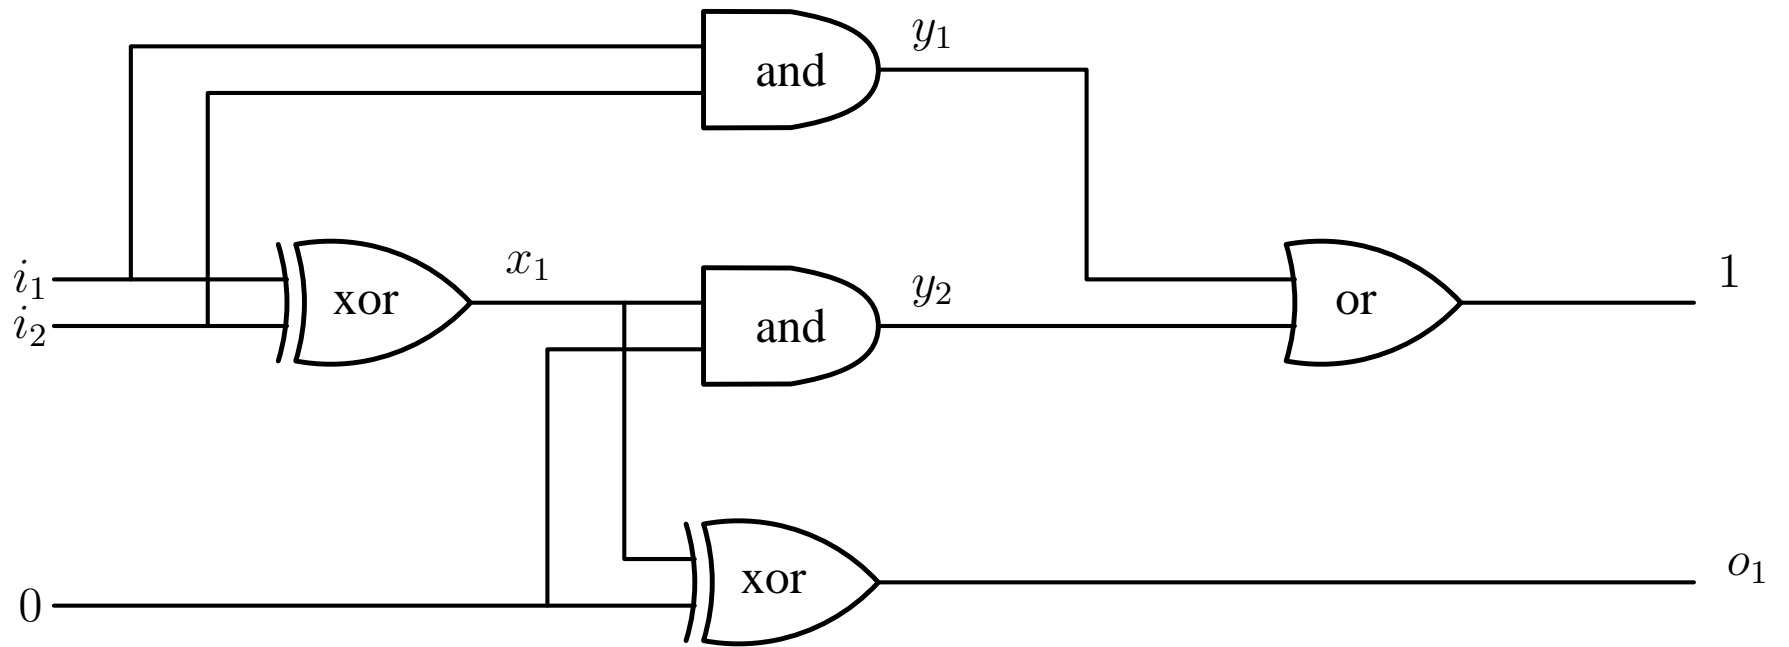 y₁
and
i₁
i₂
xor
x₁
and
y₂
or
1
0
xor
o₁